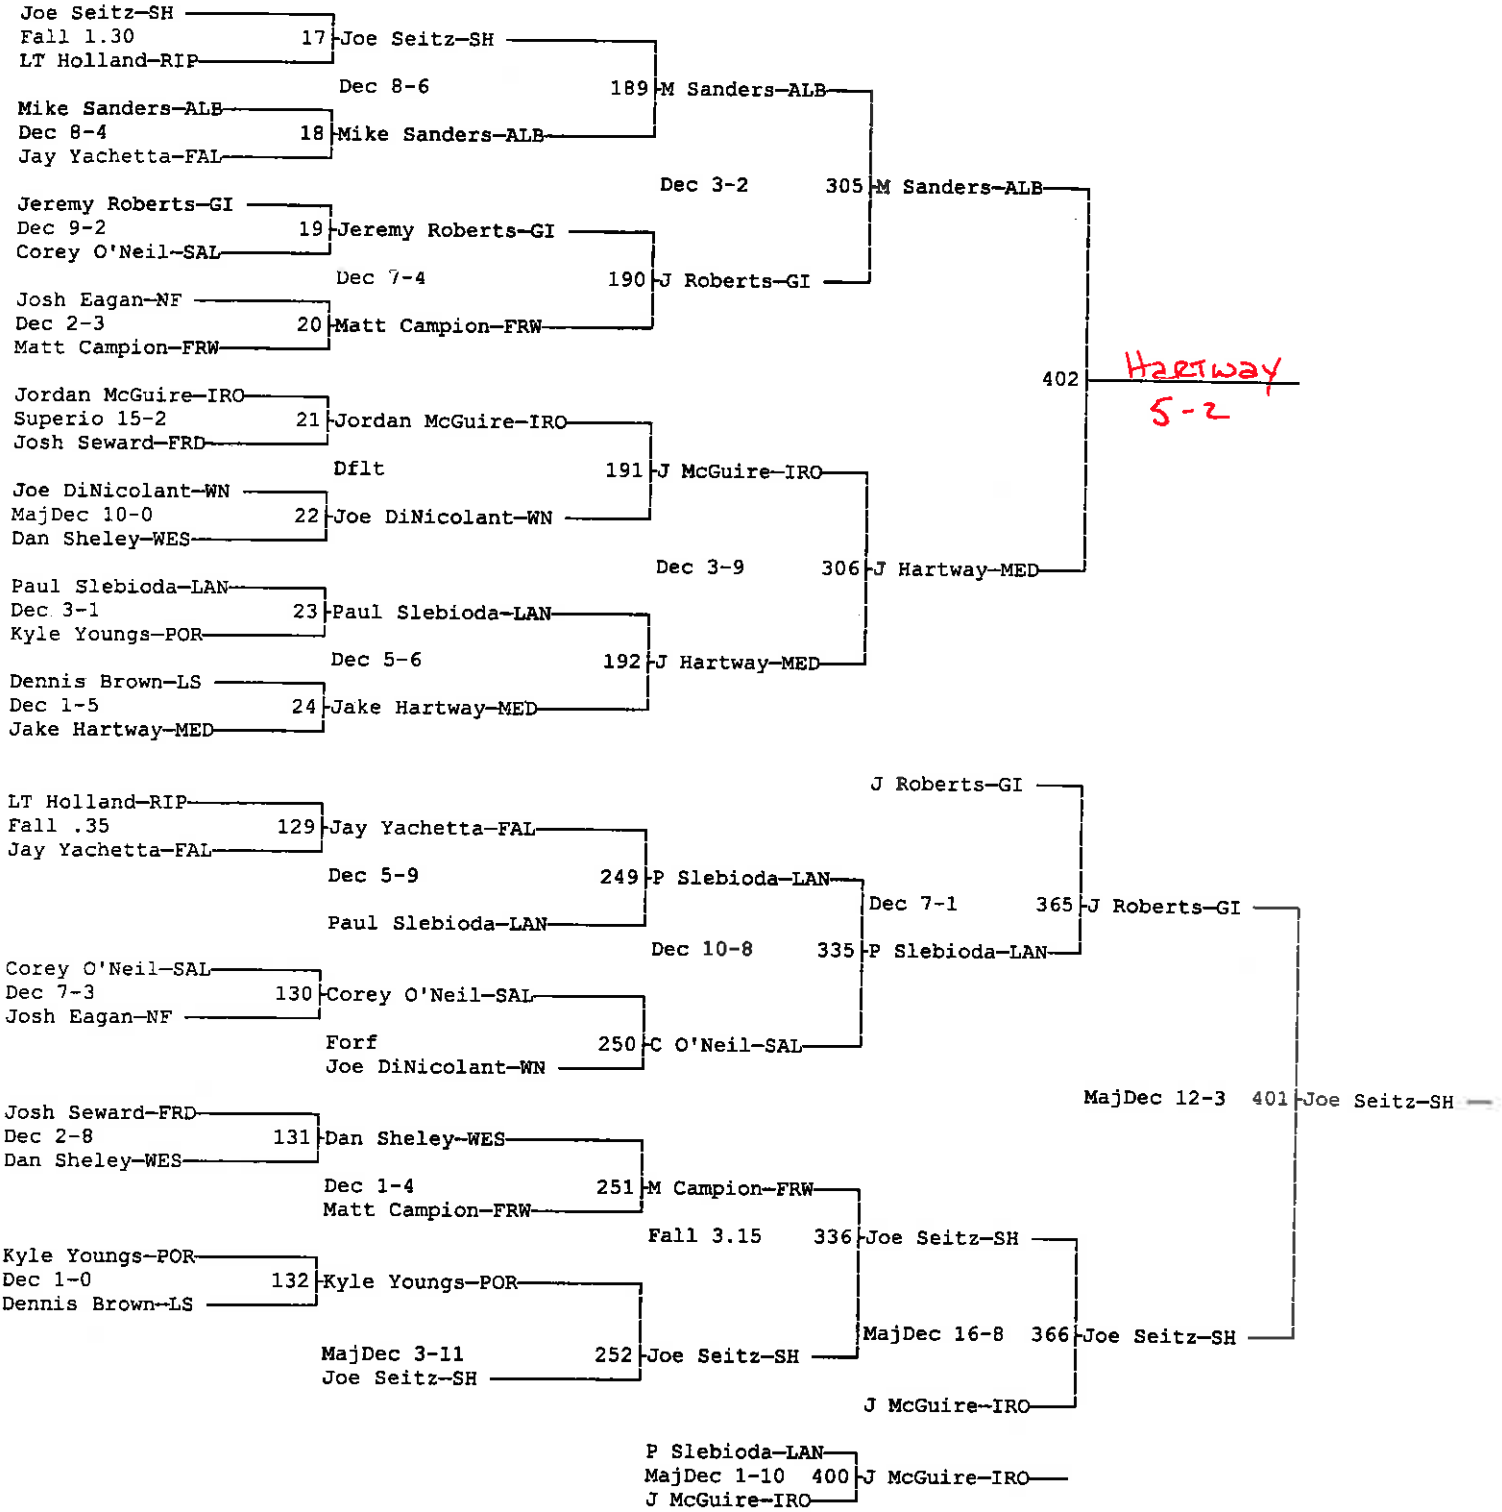 Joe Seitz-SH
Fall 1.30 17 Joe Seitz-SH
LT Holland-RIP
Dec 8-6 189 M Sanders-ALB
Mike Sanders-ALB
Dec 8-4 18 Mike Sanders-ALB
Jay Yachetta-FAL
Dec 3-2 305 M Sanders-ALB
Jeremy Roberts-GI
Dec 9-2 19 Jeremy Roberts-GI
Corey O'Neil-SAL
Dec 7-4 190 J Roberts-GI
Josh Eagan-NF
Dec 2-3 20 Matt Campion-FRW
Matt Campion-FRW
402 Hartway
5-2
Jordan McGuire-IRO
Superio 15-2 21 Jordan McGuire-IRO
Josh Seward-FRD
Dflt 191 J McGuire-IRO
Joe DiNicolant-WN
MajDec 10-0 22 Joe DiNicolant-WN
Dan Sheley-WES
Dec 3-9 306 J Hartway-MED
Paul Slebioda-LAN
Dec 3-1 23 Paul Slebioda-LAN
Kyle Youngs-POR
Dec 5-6 192 J Hartway-MED
Dennis Brown-LS
Dec 1-5 24 Jake Hartway-MED
Jake Hartway-MED
J Roberts-GI
LT Holland-RIP
Fall .35 129 Jay Yachetta-FAL
Jay Yachetta-FAL
Dec 5-9 249 P Slebioda-LAN
Dec 7-1 365 J Roberts-GI
Paul Slebioda-LAN
Dec 10-8 335 P Slebioda-LAN
Corey O'Neil-SAL
Dec 7-3 130 Corey O'Neil-SAL
Josh Eagan-NF
Forf 250 C O'Neil-SAL
Joe DiNicolant-WN
MajDec 12-3 401 Joe Seitz-SH
Josh Seward-FRD
Dec 2-8 131 Dan Sheley-WES
Dan Sheley-WES
Dec 1-4 251 M Campion-FRW
Matt Campion-FRW
Fall 3.15 336 Joe Seitz-SH
Kyle Youngs-POR
Dec 1-0 132 Kyle Youngs-POR
Dennis Brown-LS
MajDec 16-8 366 Joe Seitz-SH
MajDec 3-11 252 Joe Seitz-SH
Joe Seitz-SH
J McGuire-IRO
P Slebioda-LAN
MajDec 1-10 400 J McGuire-IRO
J McGuire-IRO